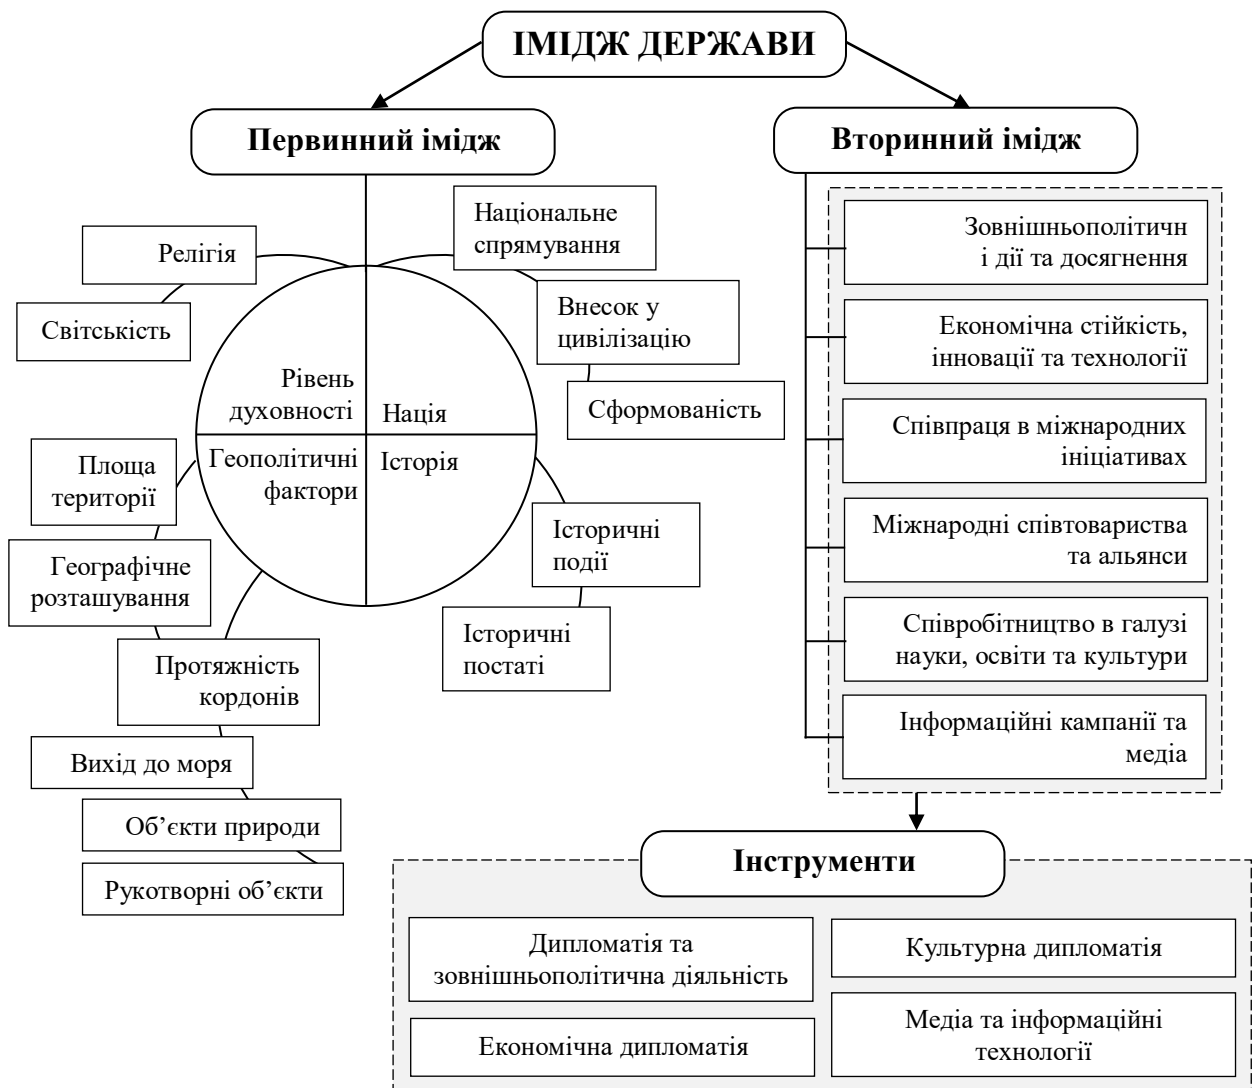 ІМІДЖ ДЕРЖАВИ
Первинний імідж
Вторинний імідж
Релігія
Світськість
Національне
спрямування
Внесок у
цивілізацію
Сформованість
Рівень
духовності
Нація
Геополітичні
фактори
Історія
Площа
території
Географічне
розташування
Протяжність
кордонів
Вихід до моря
Об’єкти природи
Рукотворні об’єкти
Історичні
події
Історичні
постаті
Зовнішньополітичн
і дії та досягнення
Економічна стійкість,
інновації та технології
Співпраця в міжнародних
ініціативах
Міжнародні співтовариства
та альянси
Співробітництво в галузі
науки, освіти та культури
Інформаційні кампанії та
медіа
Інструменти
Дипломатія та
зовнішньополітична діяльність
Культурна дипломатія
Економічна дипломатія
Медіа та інформаційні
технології